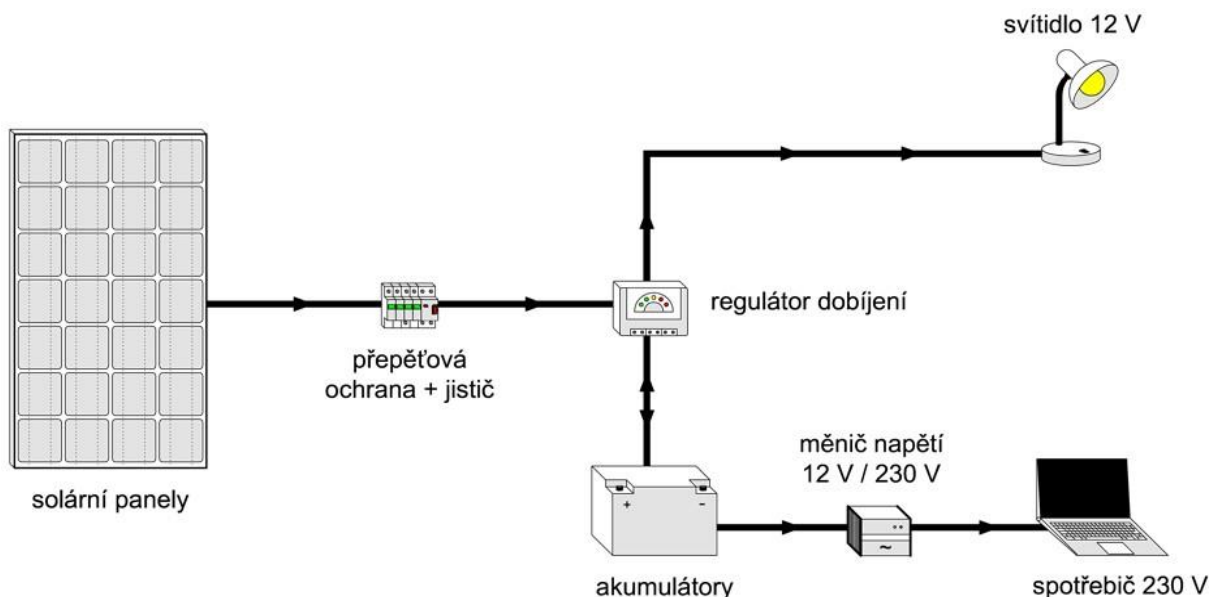 svítidlo 12 V
regulátor dobíjení
přepěťová
ochrana + jistič
měnič napětí
12 V / 230 V
solární panely
+ −
~
akumulátory
spotřebič 230 V